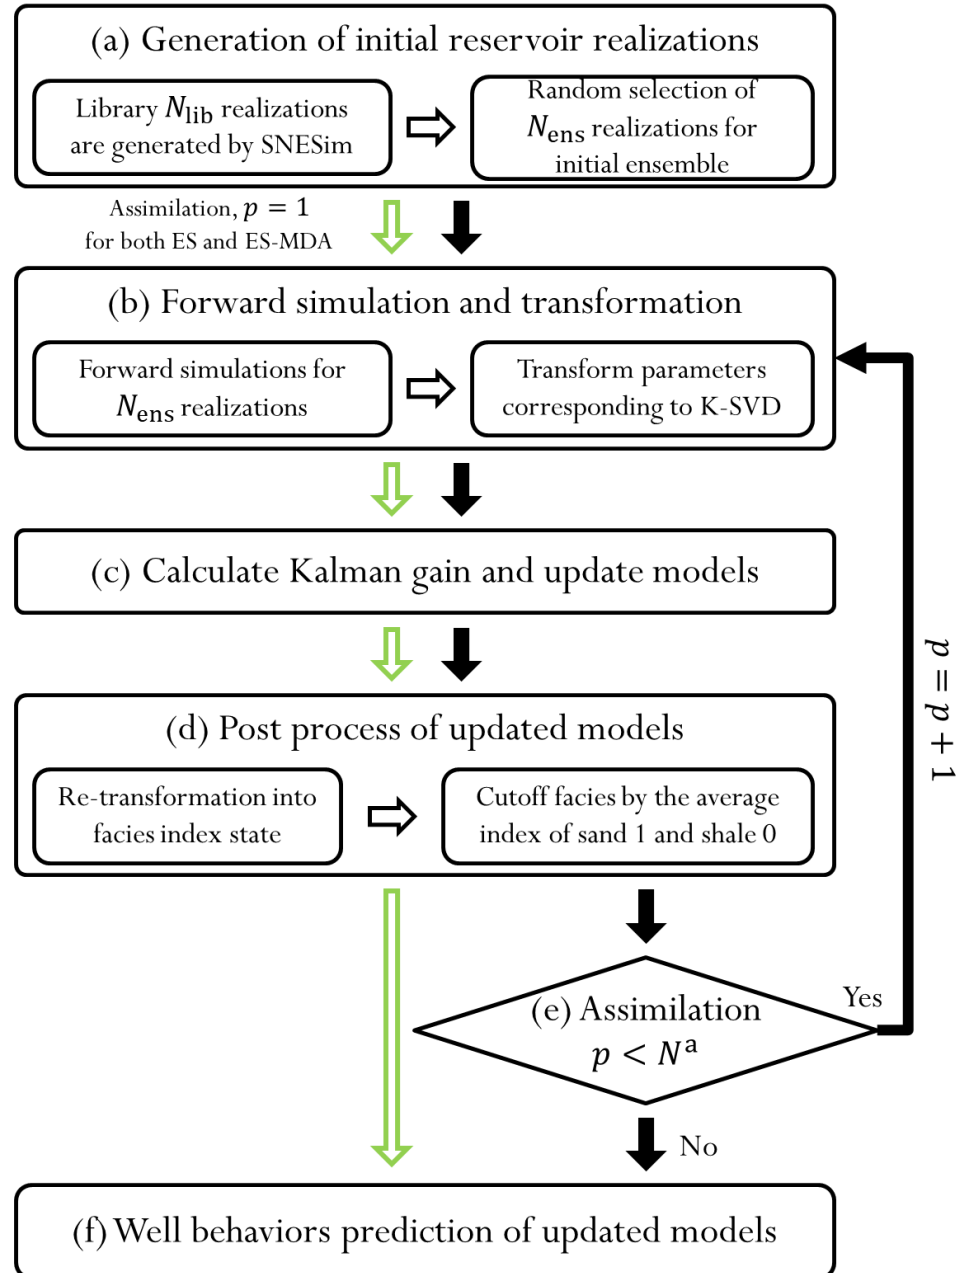 (a) Generation of initial reservoir realizations
Library N_lib realizations
are generated by SNESim
Random selection of
N_ens realizations for
initial ensemble
Assimilation, p = 1
for both ES and ES-MDA
(b) Forward simulation and transformation
Forward simulations for
N_ens realizations
Transform parameters
corresponding to K-SVD
(c) Calculate Kalman gain and update models
p = p + 1
(d) Post process of updated models
Re-transformation into
facies index state
Cutoff facies by the average
index of sand 1 and shale 0
(e) Assimilation
p < N^a
Yes
No
(f) Well behaviors prediction of updated models